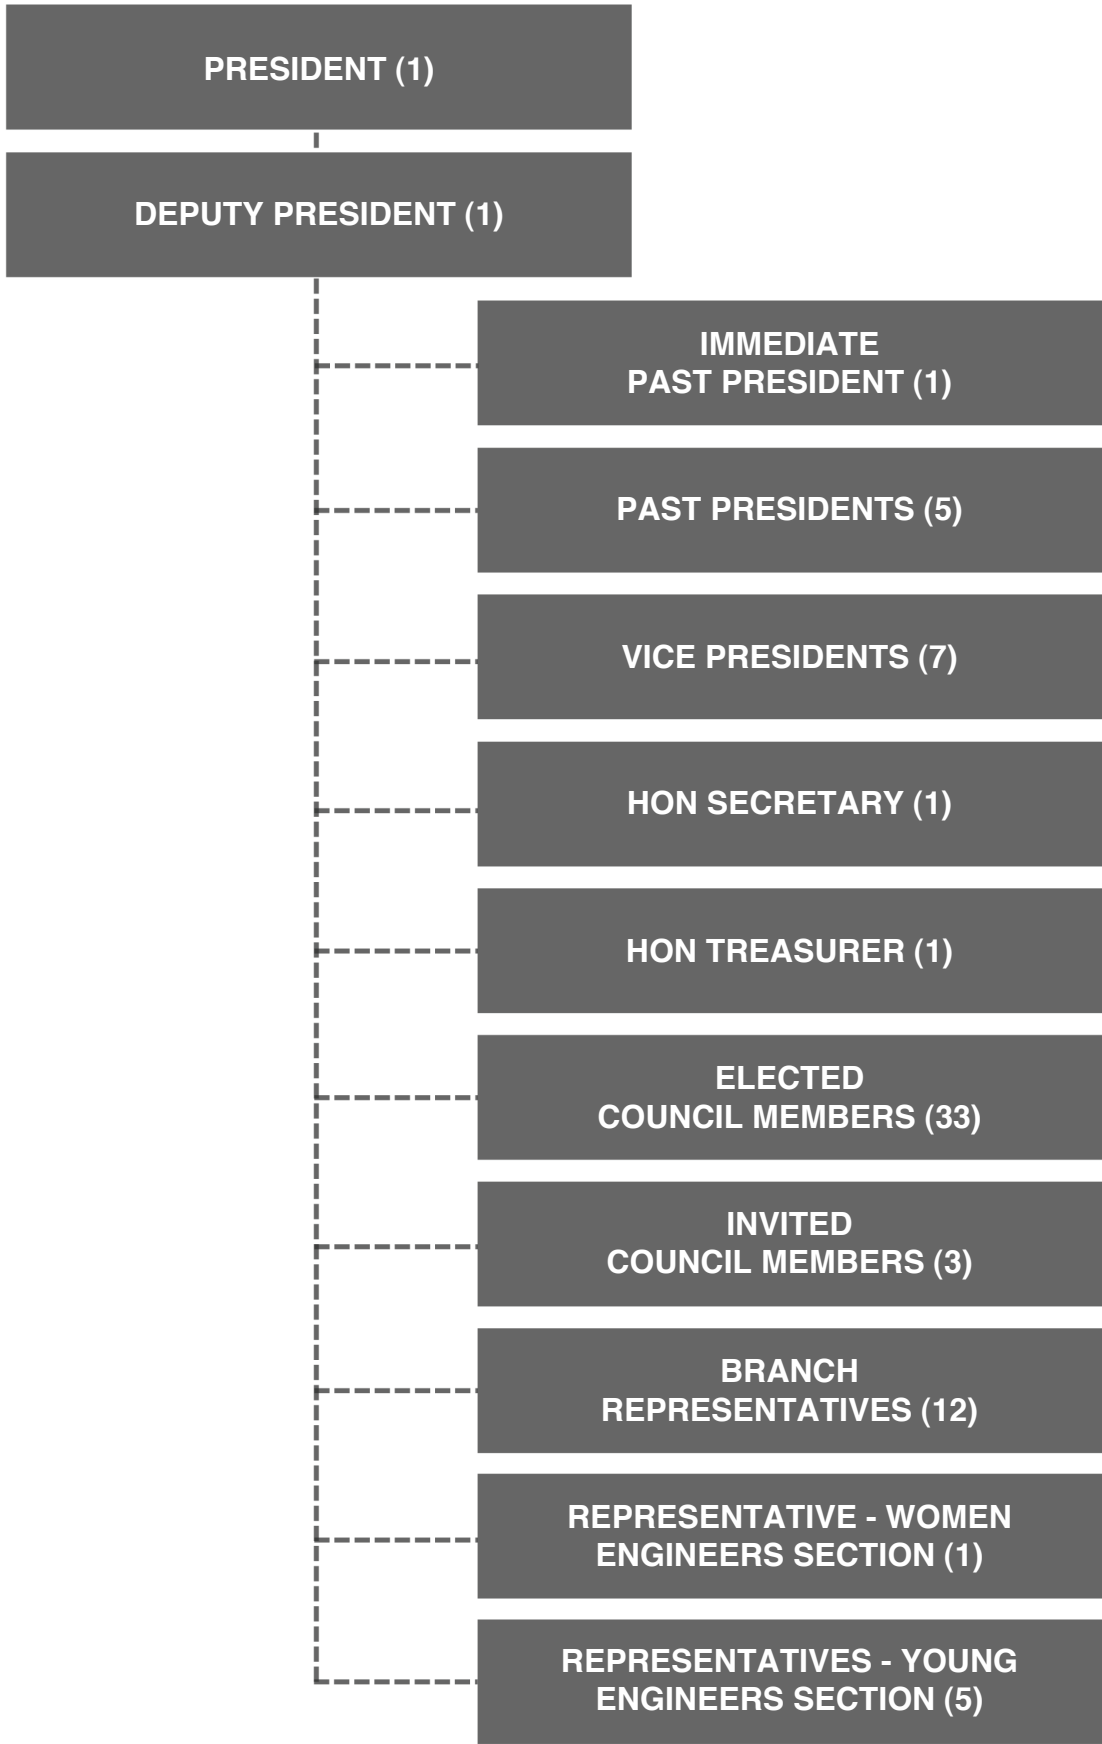 PRESIDENT (1)
DEPUTY PRESIDENT (1)
IMMEDIATE
PAST PRESIDENT (1)
PAST PRESIDENTS (5)
VICE PRESIDENTS (7)
HON SECRETARY (1)
HON TREASURER (1)
ELECTED
COUNCIL MEMBERS (33)
INVITED
COUNCIL MEMBERS (3)
BRANCH
REPRESENTATIVES (12)
REPRESENTATIVE - WOMEN
ENGINEERS SECTION (1)
REPRESENTATIVES - YOUNG
ENGINEERS SECTION (5)